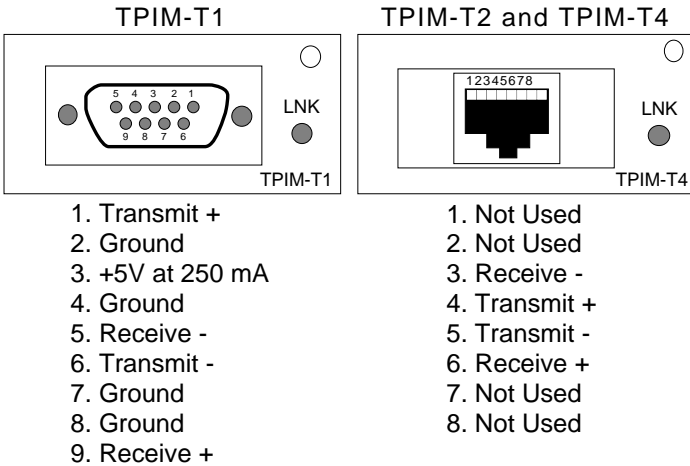 TPIM-T1
5 4 3 2 1
9 8 7 6
LNK
TPIM-T1
1. Transmit +
2. Ground
3. +5V at 250 mA
4. Ground
5. Receive -
6. Transmit -
7. Ground
8. Ground
9. Receive +
TPIM-T2 and TPIM-T4
12345678
LNK
TPIM-T4
1. Not Used
2. Not Used
3. Receive -
4. Transmit +
5. Transmit -
6. Receive +
7. Not Used
8. Not Used